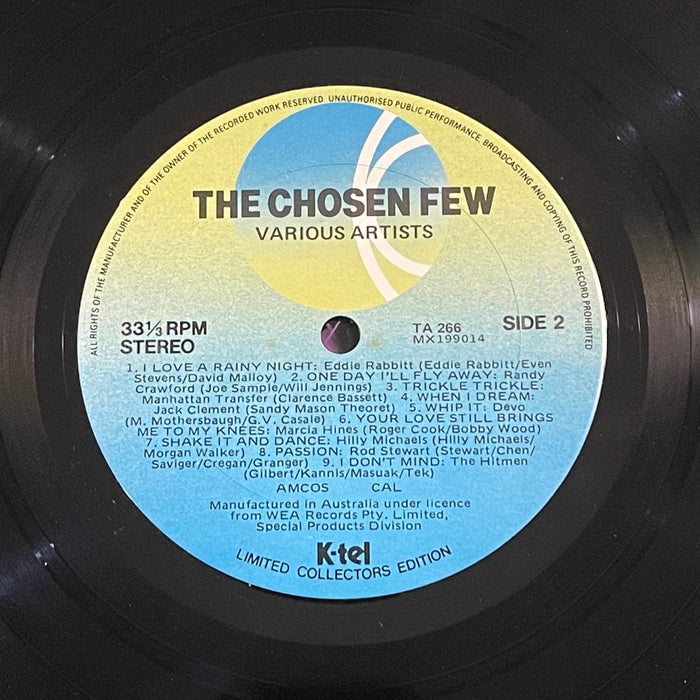 ALL RIGHTS OF THE MANUFACTURER AND OF THE OWNER OF THE RECORDED WORK RESERVED. UNAUTHORISED PUBLIC PERFORMANCE, BROADCASTING AND COPYING OF THIS RECORD PROHIBITED
THE CHOSEN FEW
VARIOUS ARTISTS
33⅓ RPM
STEREO
TA 266
MX199014
SIDE 2
1. I LOVE A RAINY NIGHT: Eddie Rabbitt (Eddie Rabbitt/Even
Stevens/David Malloy) 2. ONE DAY I'LL FLY AWAY: Randy
Crawford (Joe Sample/Will Jennings) 3. TRICKLE TRICKLE:
Manhattan Transfer (Clarence Bassett) 4. WHEN I DREAM:
Jack Clement (Sandy Mason Theoret) 5. WHIP IT: Devo
(M. Mothersbaugh/G.V. Casale) 6. YOUR LOVE STILL BRINGS
ME TO MY KNEES: Marcia Hines (Roger Cook/Bobby Wood)
7. SHAKE IT AND DANCE: Hilly Michaels (Hilly Michaels/
Morgan Walker) 8. PASSION: Rod Stewart (Stewart/Chen/
Saviger/Cregan/Granger) 9. I DON'T MIND: The Hitmen
(Gilbert/Kannis/Masuak/Tek)
AMCOS CAL
Manufactured in Australia under licence
from WEA Records Pty. Limited,
Special Products Division
K-tel
LIMITED COLLECTORS EDITION